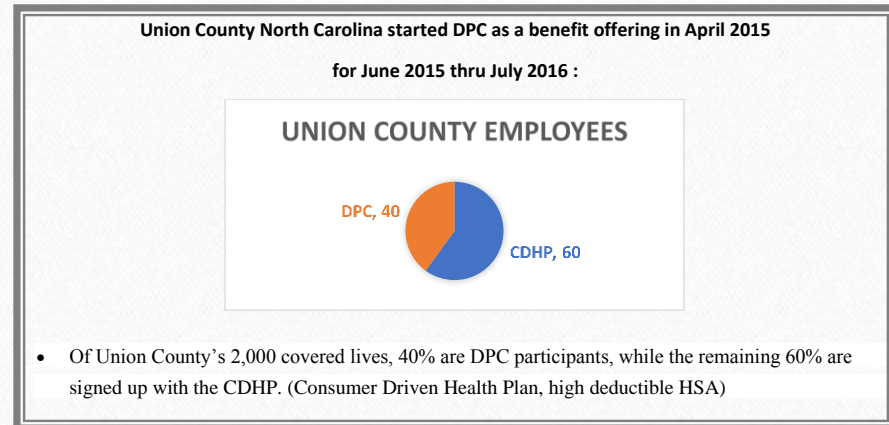 Union County North Carolina started DPC as a benefit offering in April 2015
for June 2015 thru July 2016 :
UNION COUNTY EMPLOYEES
DPC, 40
CDHP, 60
• Of Union County’s 2,000 covered lives, 40% are DPC participants, while the remaining 60% are
signed up with the CDHP. (Consumer Driven Health Plan, high deductible HSA)